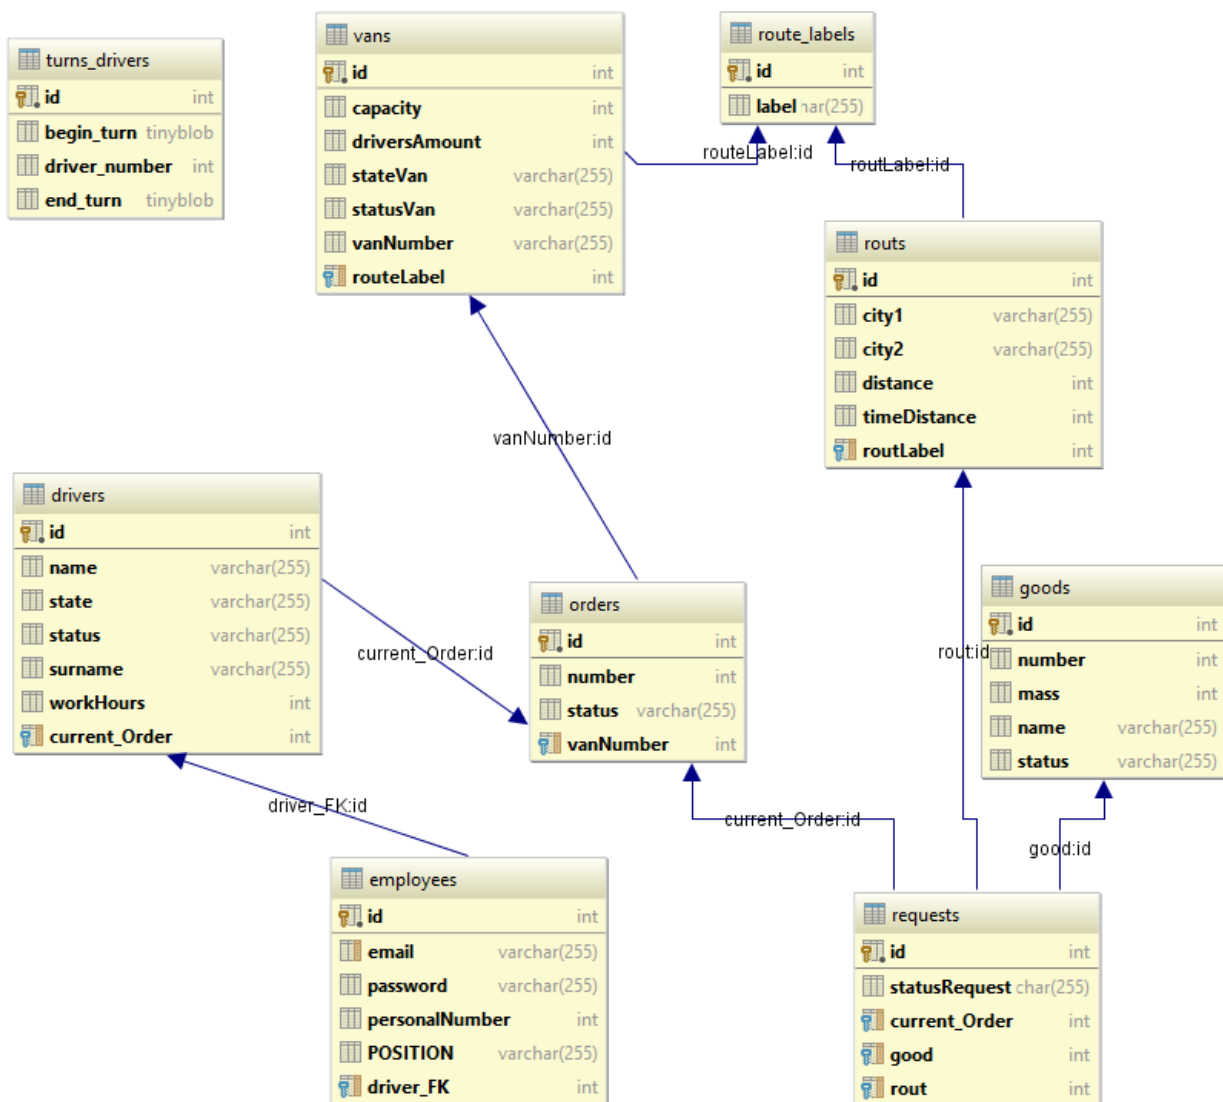 turns_drivers
id int
begin_turn tinyblob
driver_number int
end_turn tinyblob
vans
id int
capacity int
driversAmount int
stateVan varchar(255)
statusVan varchar(255)
vanNumber varchar(255)
routeLabel int
route_labels
id int
label har(255)
routeLabel:id
routLabel:id
routs
id int
city1 varchar(255)
city2 varchar(255)
distance int
timeDistance int
routLabel int
vanNumber:id
drivers
id int
name varchar(255)
state varchar(255)
status varchar(255)
surname varchar(255)
workHours int
current_Order int
current_Order:id
orders
id int
number int
status varchar(255)
vanNumber int
rout:id
goods
id int
number int
mass int
name varchar(255)
status varchar(255)
driver_FK:id
current_Order:id
good:id
employees
id int
email varchar(255)
password varchar(255)
personalNumber int
POSITION varchar(255)
driver_FK int
requests
id int
statusRequest char(255)
current_Order int
good int
rout int